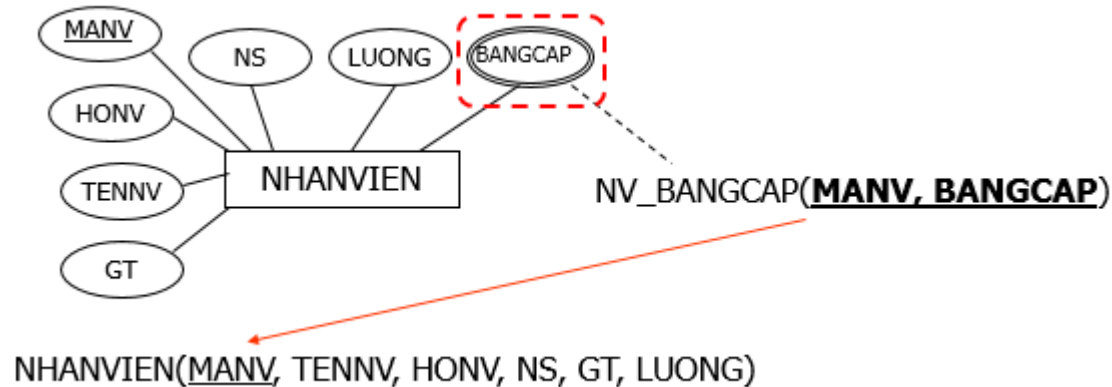 MANV
NS
LUONG
BANGCAP
HONV
TENNV
NHANVIEN
NV_BANGCAP(MANV, BANGCAP)
GT
NHANVIEN(MANV, TENNV, HONV, NS, GT, LUONG)